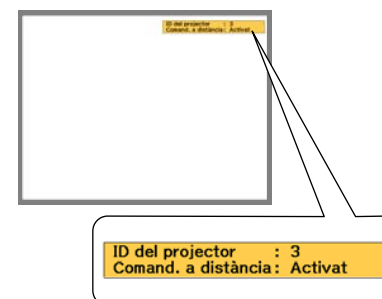 ID del projector : 3
Comand. a distància: Activat
ID del projector : 3
Comand. a distància: Activat